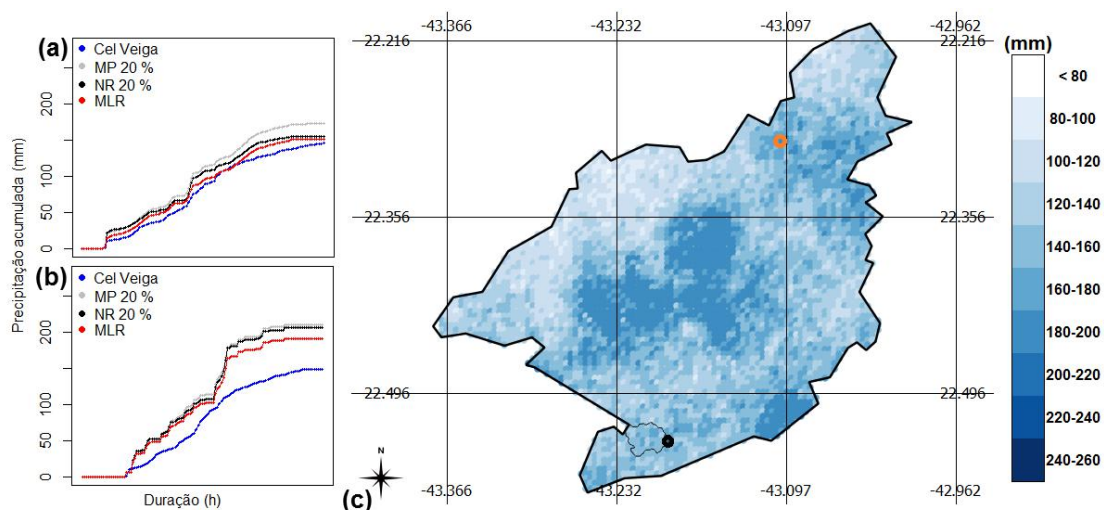 (a)
Cel Veiga
MP 20 %
NR 20 %
MLR
0 50 100 150 200
(b)
Cel Veiga
MP 20 %
NR 20 %
MLR
0 50 100 150 200
Precipitação acumulada (mm)
Duração (h)
-43.366 -43.232 -43.097 -42.962
22.216 22.216
22.356 22.356
22.496 22.496
-43.366 -43.232 -43.097 -42.962
N
(c)
(mm)
< 80
80-100
100-120
120-140
140-160
160-180
180-200
200-220
220-240
240-260